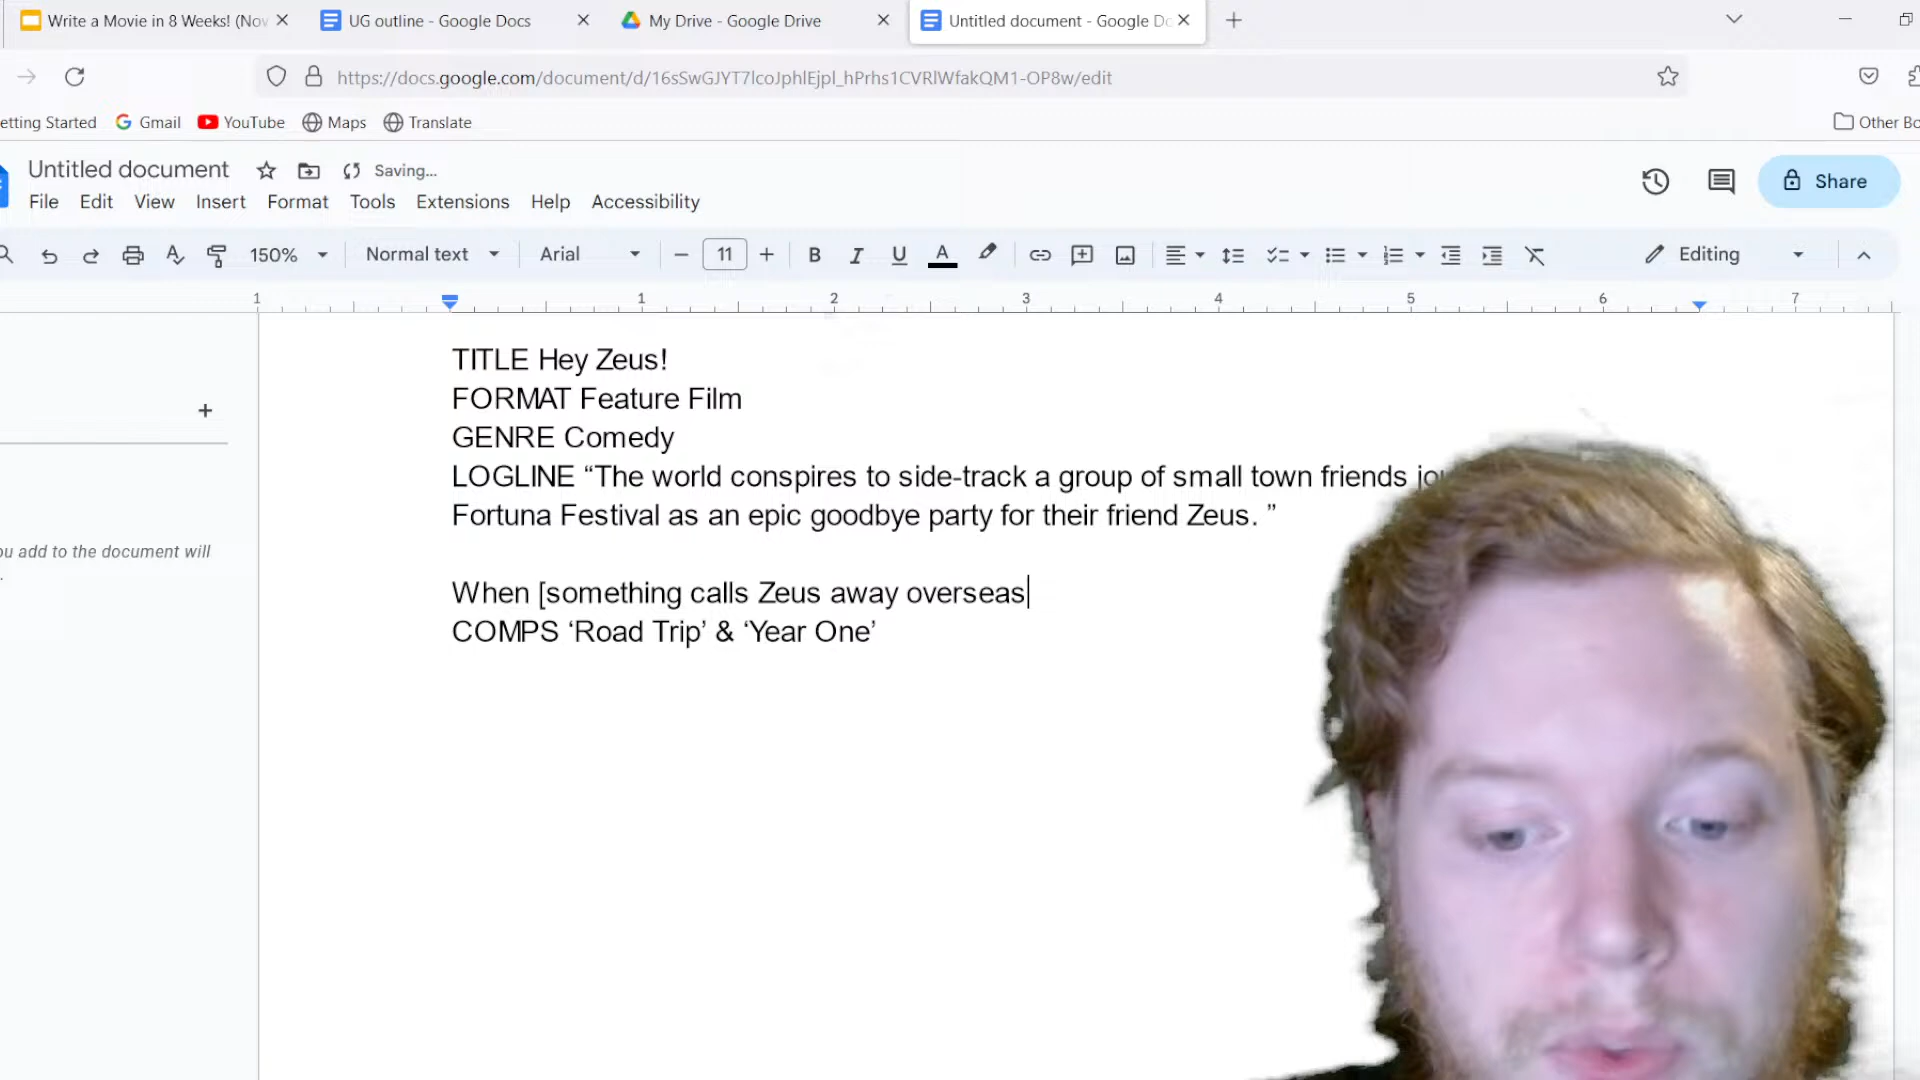 Write a Movie in 8 Weeks! (Nov
UG outline - Google Docs
My Drive - Google Drive
Untitled document - Google Do
https://docs.google.com/document/d/16sSwGJYT7lcoJphlEjpl_hPrhs1CVRlWfakQM1-OP8w/edit
etting Started
Gmail
YouTube
Maps
Translate
Other Bo
Untitled document
Saving...
Share
File
Edit
View
Insert
Format
Tools
Extensions
Help
Accessibility
150%
Normal text
Arial
11
Editing
1 1 2 3 4 5 6 7
TITLE Hey Zeus!
FORMAT Feature Film
GENRE Comedy
LOGLINE “The world conspires to side-track a group of small town friends
Fortuna Festival as an epic goodbye party for their friend Zeus. ”
When [something calls Zeus away overseas
COMPS ‘Road Trip’ & ‘Year One’
ou add to the document will